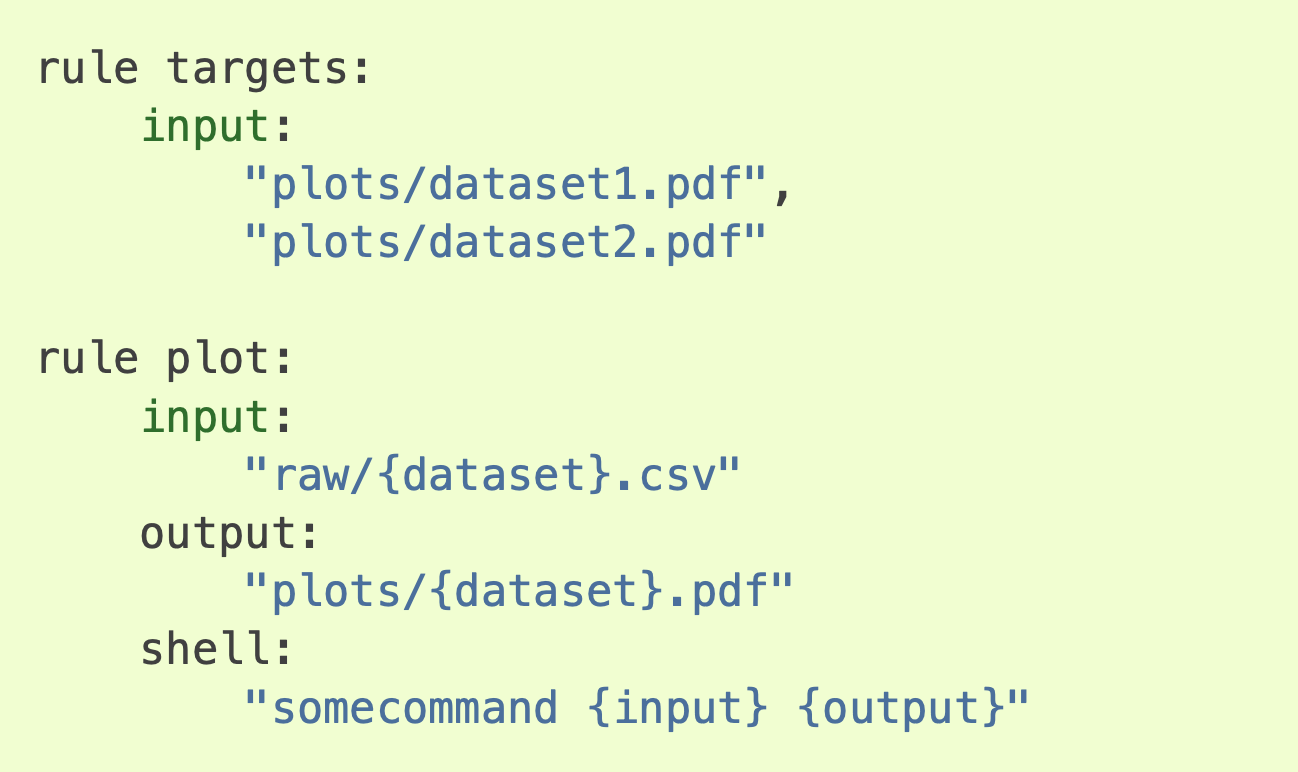 rule targets:
    input:
        "plots/dataset1.pdf",
        "plots/dataset2.pdf"

rule plot:
    input:
        "raw/{dataset}.csv"
    output:
        "plots/{dataset}.pdf"
    shell:
        "somecommand {input} {output}"